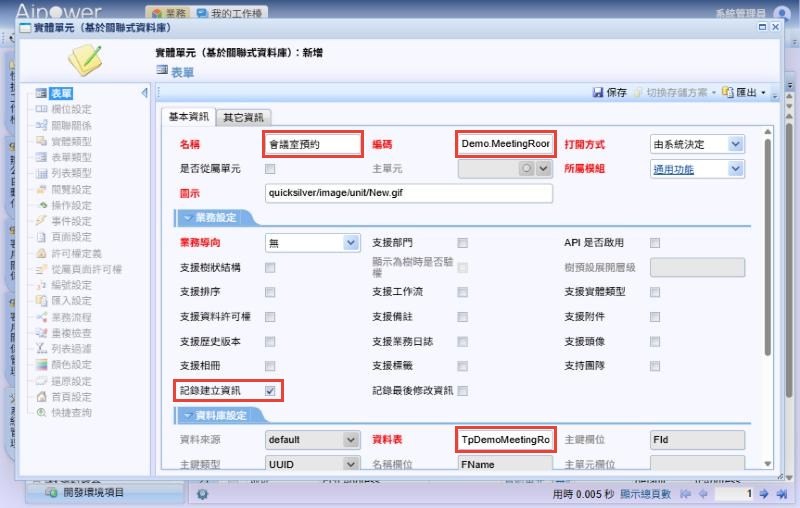 Ainower
業務
我的工作檯
系統管理員
實體單元（基於關聯式資料庫）
實體單元（基於關聯式資料庫）: 新增
表單
表單
欄位設定
關聯關係
實體類型
表單類型
列表類型
閱覽設定
操作設定
事件設定
頁面設定
許可權定義
從屬頁面許可權
編號設定
匯入設定
業務流程
重複檢查
列表過濾
顏色設定
還原設定
首頁設定
快捷查詢
保存
切換存儲方案
匯出
基本資訊
其它資訊
名稱 會議室預約 編碼 Demo.MeetingRoor 打開方式 由系統決定
是否從屬單元 主單元 所屬模組 通用功能
圖示 quicksilver/image/unit/New.gif
業務設定
業務導向 無 支援部門 API 是否啟用
支援樹狀結構 顯示為樹時是否驗權 樹預設展開層級
支援排序 支援工作流 支援實體類型
支援資料許可權 支援備註 支援附件
支援歷史版本 支援業務日誌 支援頭像
支援相冊 支援標籤 支持團隊
記錄建立資訊 記錄最後修改資訊
資料庫設定
資料來源 default 資料表 TpDemoMeetingRo 主鍵欄位 FId
主鍵類型 UUID 名稱欄位 FName 主單元欄位
開發環境項目
用時 0.005 秒 顯示總頁數 1